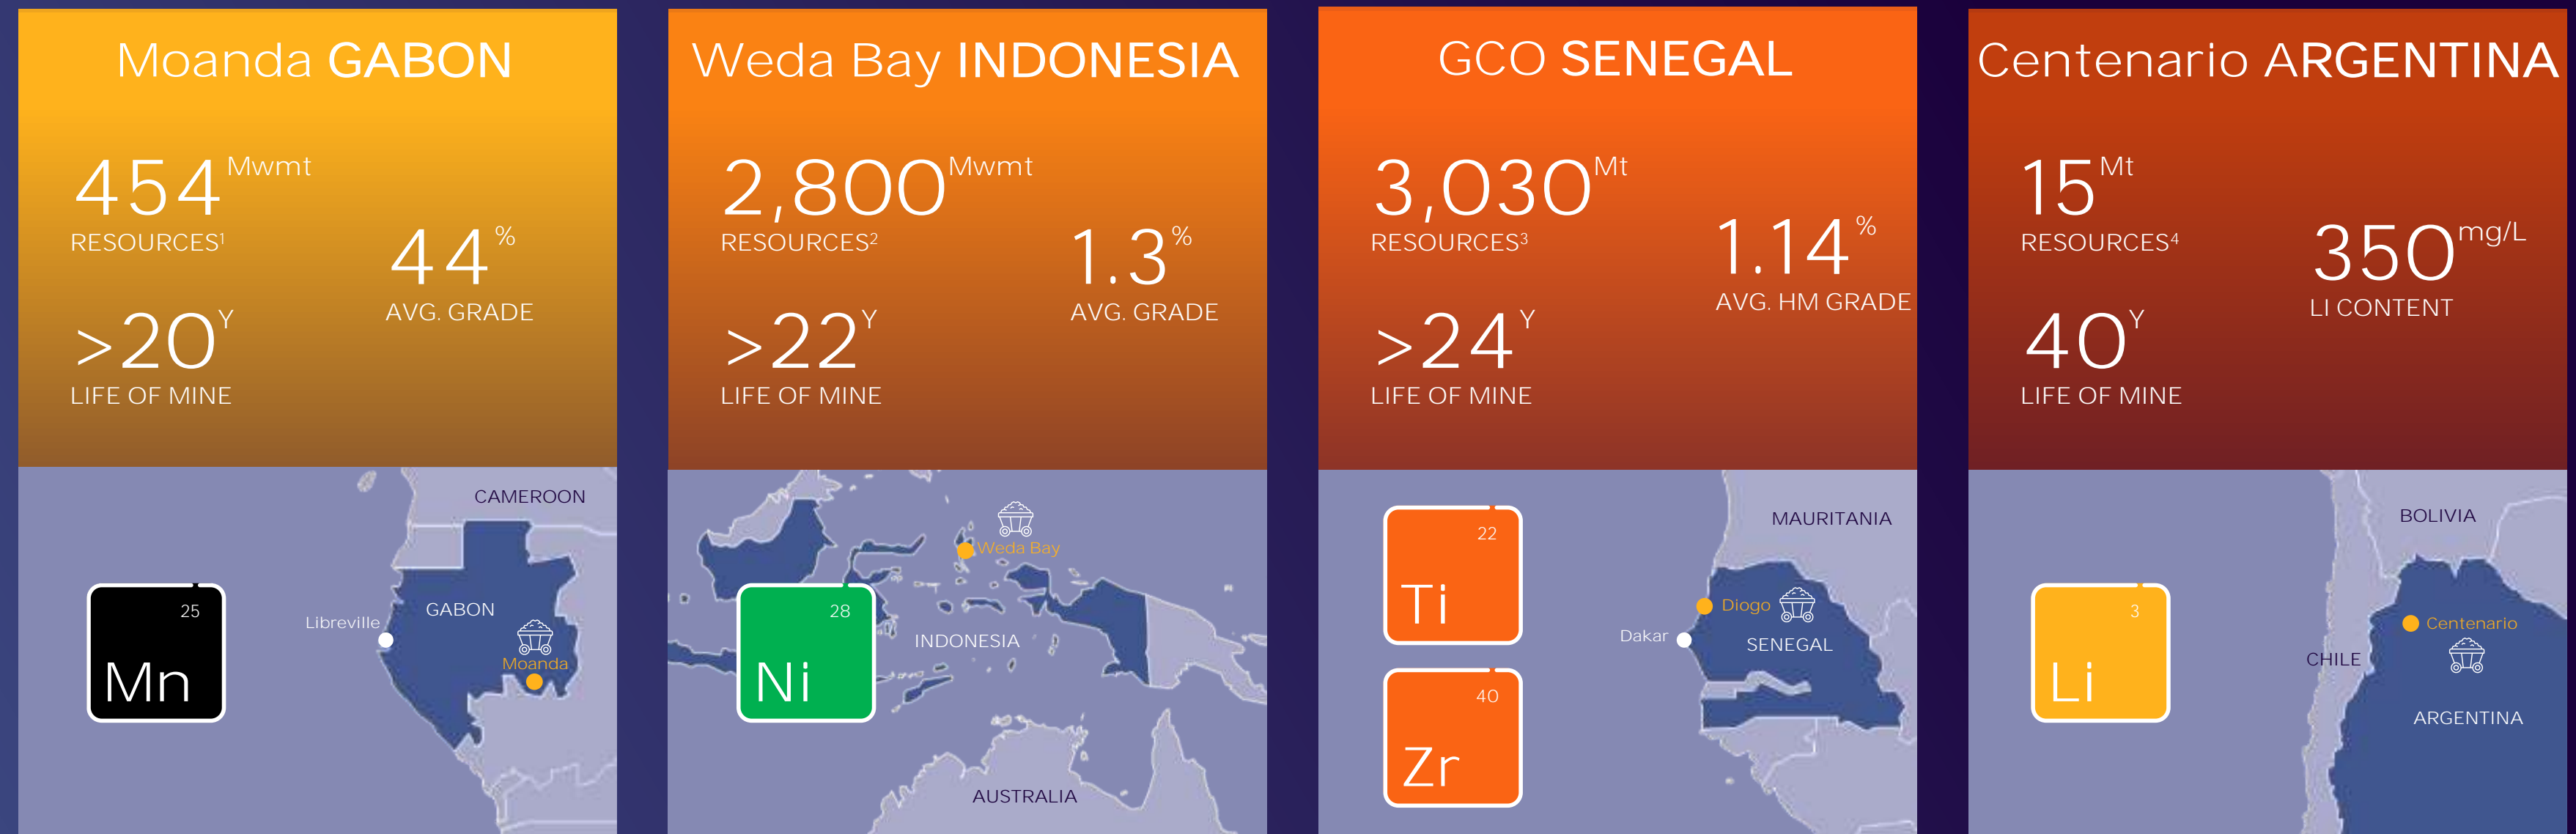 Moanda GABON
454 Mwmt
RESOURCES¹
44 %
AVG. GRADE
>20 Y
LIFE OF MINE
CAMEROON
Libreville
GABON
Moanda
25
Mn
Weda Bay INDONESIA
2,800 Mwmt
RESOURCES²
1.3 %
AVG. GRADE
>22 Y
LIFE OF MINE
Weda Bay
28
Ni
INDONESIA
AUSTRALIA
GCO SENEGAL
3,030 Mt
RESOURCES³
1.14 %
AVG. HM GRADE
>24 Y
LIFE OF MINE
MAURITANIA
22
Ti
Diogo
Dakar
SENEGAL
40
Zr
Centenario ARGENTINA
15 Mt
RESOURCES⁴
350 mg/L
LI CONTENT
40 Y
LIFE OF MINE
BOLIVIA
3
Li
Centenario
CHILE
ARGENTINA